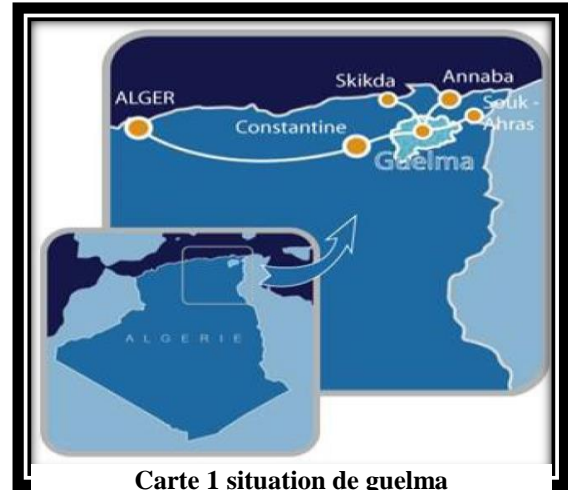 Skikda
Annaba
ALGER
Souk -
Ahras
Constantine
Guelma
ALGERIE
Carte 1 situation de guelma